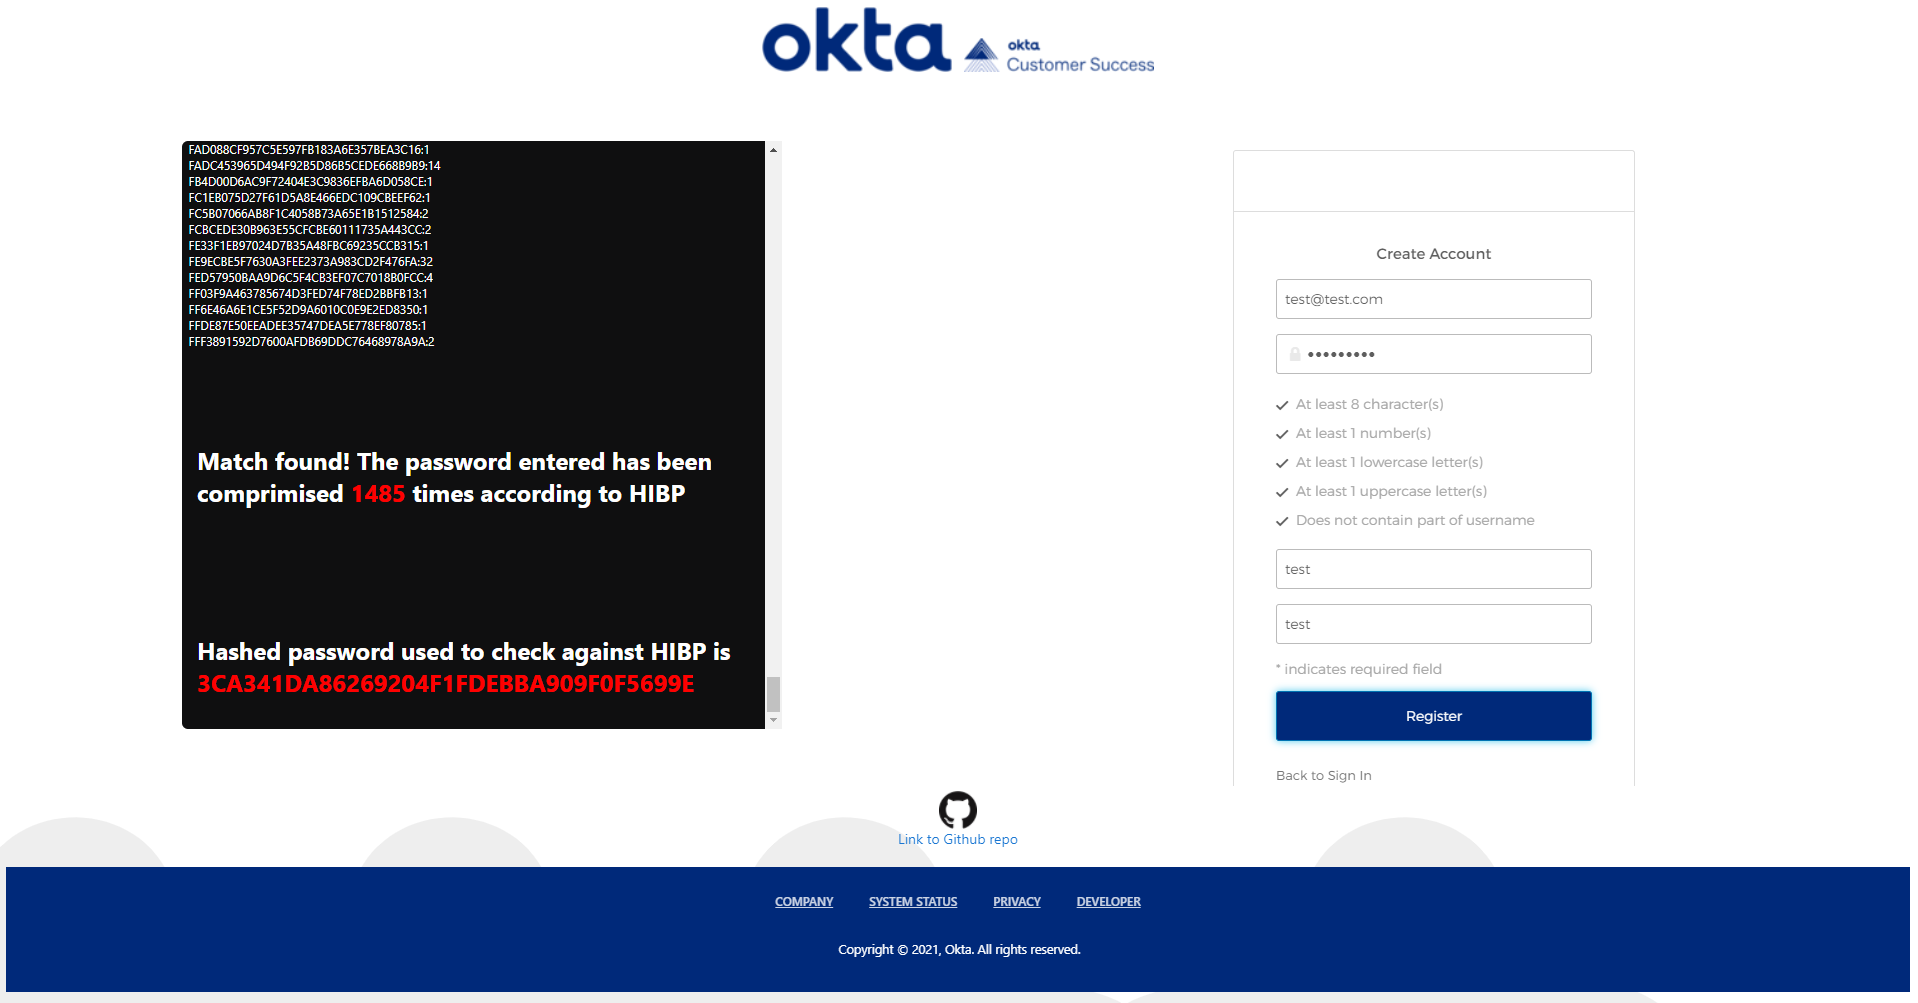 okta
okta
Customer Success
FAD088CF957C5E597FB183A6E357BEA3C16:1
FADC453965D494F92B5D86B5CEDE668B9B9:14
FB4D00D6AC9F72404E3C9836EFBA6D058CE:1
FC1EB075D27F61D5A8E466EDC109CBEEF62:1
FC5B07066AB8F1C4058B73A65E1B1512584:2
FCBCEDE30B963E55CFCBE60111735A443CC:2
FE33F1EB97024D7B35A48FBC69235CCB315:1
FE9ECBE5F7630A3FEE2373A983CD2F476FA:32
FED57950BAA9D6C5F4CB3EF07C7018B0FCC:4
FF03F9A463785674D3FED74F78ED2BBFB13:1
FF6E46A6E1CE5F52D9A6010C0E9E2ED8350:1
FFDE87E50EEADEE35747DEA5E778EF80785:1
FFF3891592D7600AFDB69DDC76468978A9A:2
Match found! The password entered has been
comprimised 1485 times according to HIBP
Hashed password used to check against HIBP is
3CA341DA86269204F1FDEBBA909F0F5699E
Create Account
test@test.com
•••••••••
At least 8 character(s)
At least 1 number(s)
At least 1 lowercase letter(s)
At least 1 uppercase letter(s)
Does not contain part of username
test
test
* indicates required field
Register
Back to Sign In
Link to Github repo
COMPANY SYSTEM STATUS PRIVACY DEVELOPER
Copyright © 2021, Okta. All rights reserved.